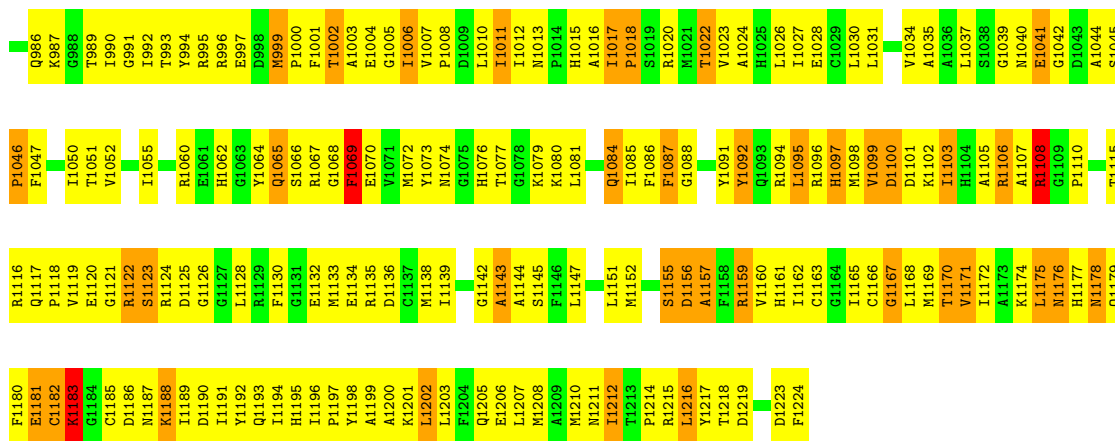 Q986 K987 G988 T989 I990 G991 I992 T993 Y994 R995 R996 E997 D998 M999 P1000 F1001 T1002 A1003 E1004 G1005 I1006 V1007 P1008 D1009 L1010 I1011 I1012 N1013 P1014 H1015 A1016 I1017 P1018 S1019 R1020 M1021 T1022 V1023 A1024 H1025 L1026 I1027 E1028 C1029 L1030 L1031 V1034 A1035 A1036 L1037 S1038 G1039 N1040 E1041 G1042 D1043 A1044 S1045
P1046 F1047 I1050 T1051 V1052 I1055 R1060 E1061 H1062 G1063 Y1064 Q1065 S1066 R1067 G1068 F1069 E1070 V1071 M1072 Y1073 N1074 G1075 H1076 T1077 G1078 K1079 K1080 L1081 Q1084 I1085 F1086 F1087 G1088 Y1091 Y1092 Q1093 R1094 L1095 R1096 H1097 M1098 V1099 D1100 D1101 K1102 I1103 H1104 A1105 R1106 A1107 R1108 G1109 P1110 T1115
R1116 Q1117 P1118 V1119 E1120 G1121 R1122 S1123 R1124 D1125 G1126 G1127 L1128 R1129 F1130 G1131 E1132 M1133 E1134 R1135 D1136 C1137 M1138 I1139 G1142 A1143 A1144 S1145 F1146 L1147 L1151 M1152 S1155 D1156 A1157 F1158 R1159 V1160 H1161 I1162 C1163 G1164 I1165 C1166 G1167 L1168 M1169 T1170 V1171 I1172 A1173 K1174 L1175 N1176 H1177 N1178 D1179
F1180 E1181 C1182 K1183 G1184 C1185 D1186 N1187 K1188 I1189 D1190 I1191 Y1192 Q1193 I1194 H1195 I1196 P1197 Y1198 A1199 A1200 K1201 L1202 L1203 F1204 Q1205 E1206 L1207 M1208 A1209 M1210 N1211 I1212 T1213 P1214 R1215 L1216 Y1217 T1218 D1219 D1223 F1224